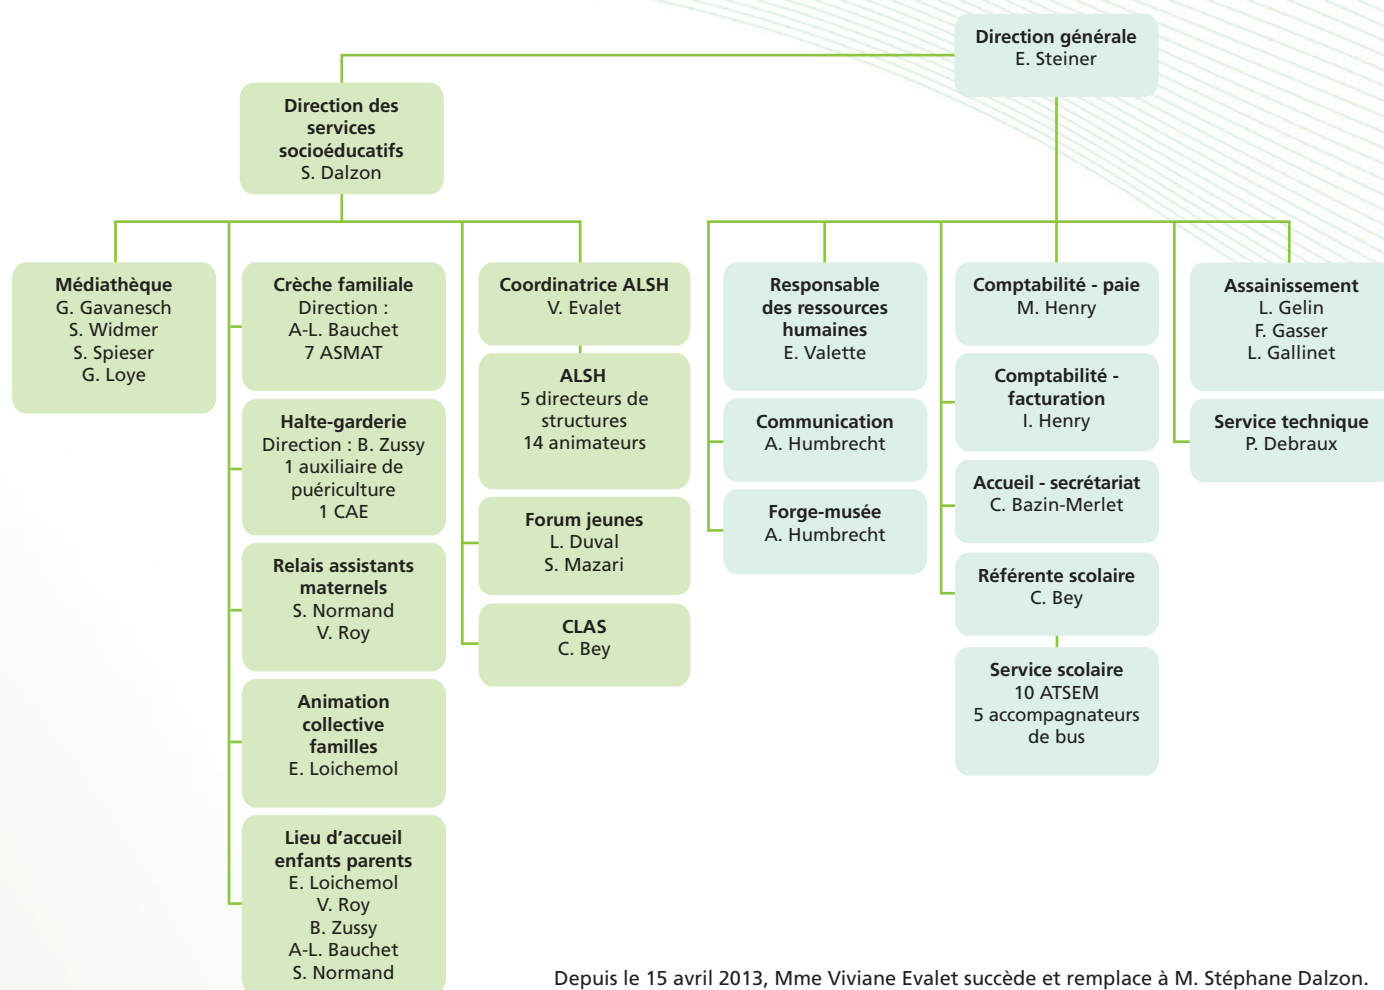 Direction générale
E. Steiner
Direction des
services
socioéducatifs
S. Dalzon
Médiathèque
G. Gavanesch
S. Widmer
S. Spieser
G. Loye
Crèche familiale
Direction :
A-L. Bauchet
7 ASMAT
Halte-garderie
Direction : B. Zussy
1 auxiliaire de
puériculture
1 CAE
Relais assistants
maternels
S. Normand
V. Roy
Animation
collective
familles
E. Loichemol
Lieu d’accueil
enfants parents
E. Loichemol
V. Roy
B. Zussy
A-L. Bauchet
S. Normand
Coordinatrice ALSH
V. Evalet
ALSH
5 directeurs de
structures
14 animateurs
Forum jeunes
L. Duval
S. Mazari
CLAS
C. Bey
Responsable
des ressources
humaines
E. Valette
Communication
A. Humbrecht
Forge-musée
A. Humbrecht
Comptabilité - paie
M. Henry
Comptabilité -
facturation
I. Henry
Accueil - secrétariat
C. Bazin-Merlet
Référente scolaire
C. Bey
Service scolaire
10 ATSEM
5 accompagnateurs
de bus
Assainissement
L. Gelin
F. Gasser
L. Gallinet
Service technique
P. Debraux
Depuis le 15 avril 2013, Mme Viviane Evalet succède et remplace à M. Stéphane Dalzon.